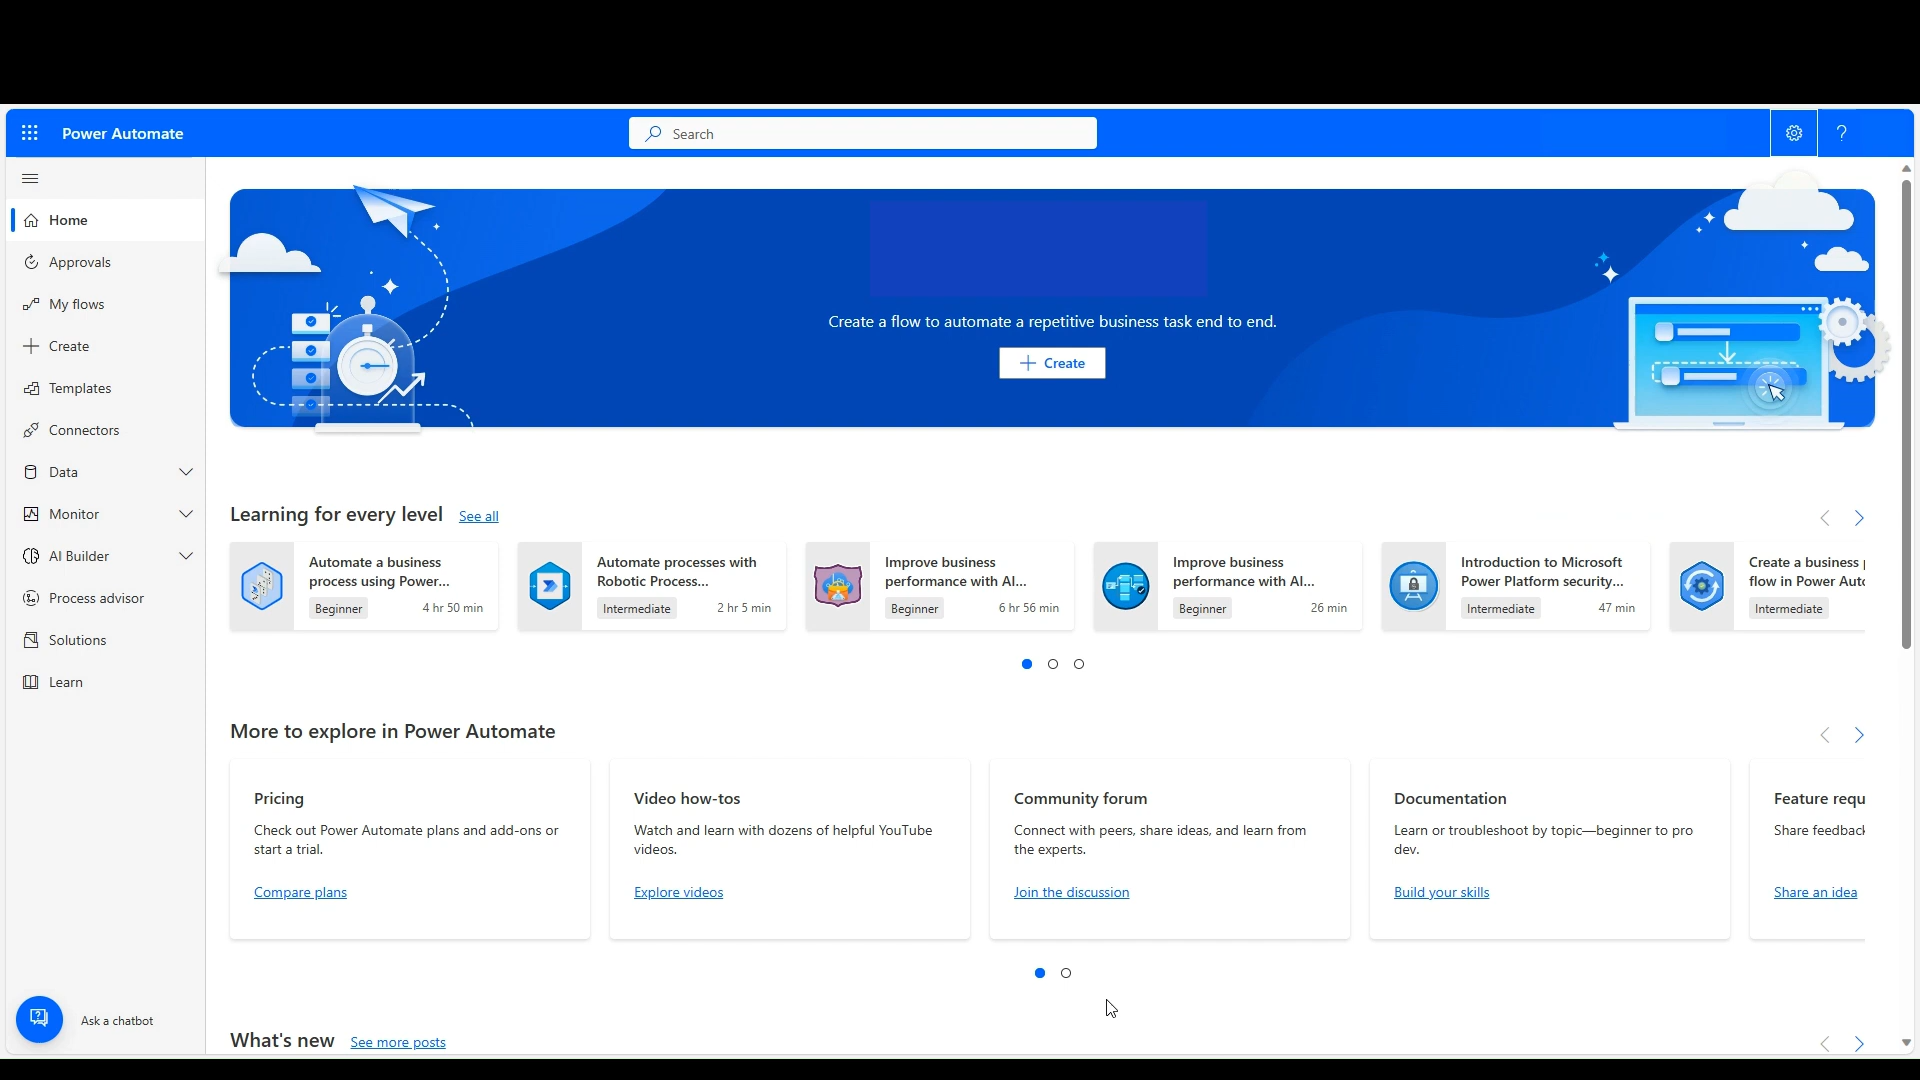 Power Automate
Search
?
Home
Approvals
My flows
Create
Templates
Connectors
Data
Monitor
AI Builder
Process advisor
Solutions
Learn
Ask a chatbot
Create a flow to automate a repetitive business task end to end.
Create
Learning for every level See all
Automate a business
process using Power...
Beginner 4 hr 50 min
Automate processes with
Robotic Process...
Intermediate 2 hr 5 min
Improve business
performance with AI...
Beginner 6 hr 56 min
Improve business
performance with AI...
Beginner 26 min
Introduction to Microsoft
Power Platform security...
Intermediate 47 min
Create a business
flow in Power Auto
Intermediate
More to explore in Power Automate
Pricing
Check out Power Automate plans and add-ons or
start a trial.
Compare plans
Video how-tos
Watch and learn with dozens of helpful YouTube
videos.
Explore videos
Community forum
Connect with peers, share ideas, and learn from
the experts.
Join the discussion
Documentation
Learn or troubleshoot by topic—beginner to pro
dev.
Build your skills
Feature requ
Share feedback
Share an idea
What's new See more posts